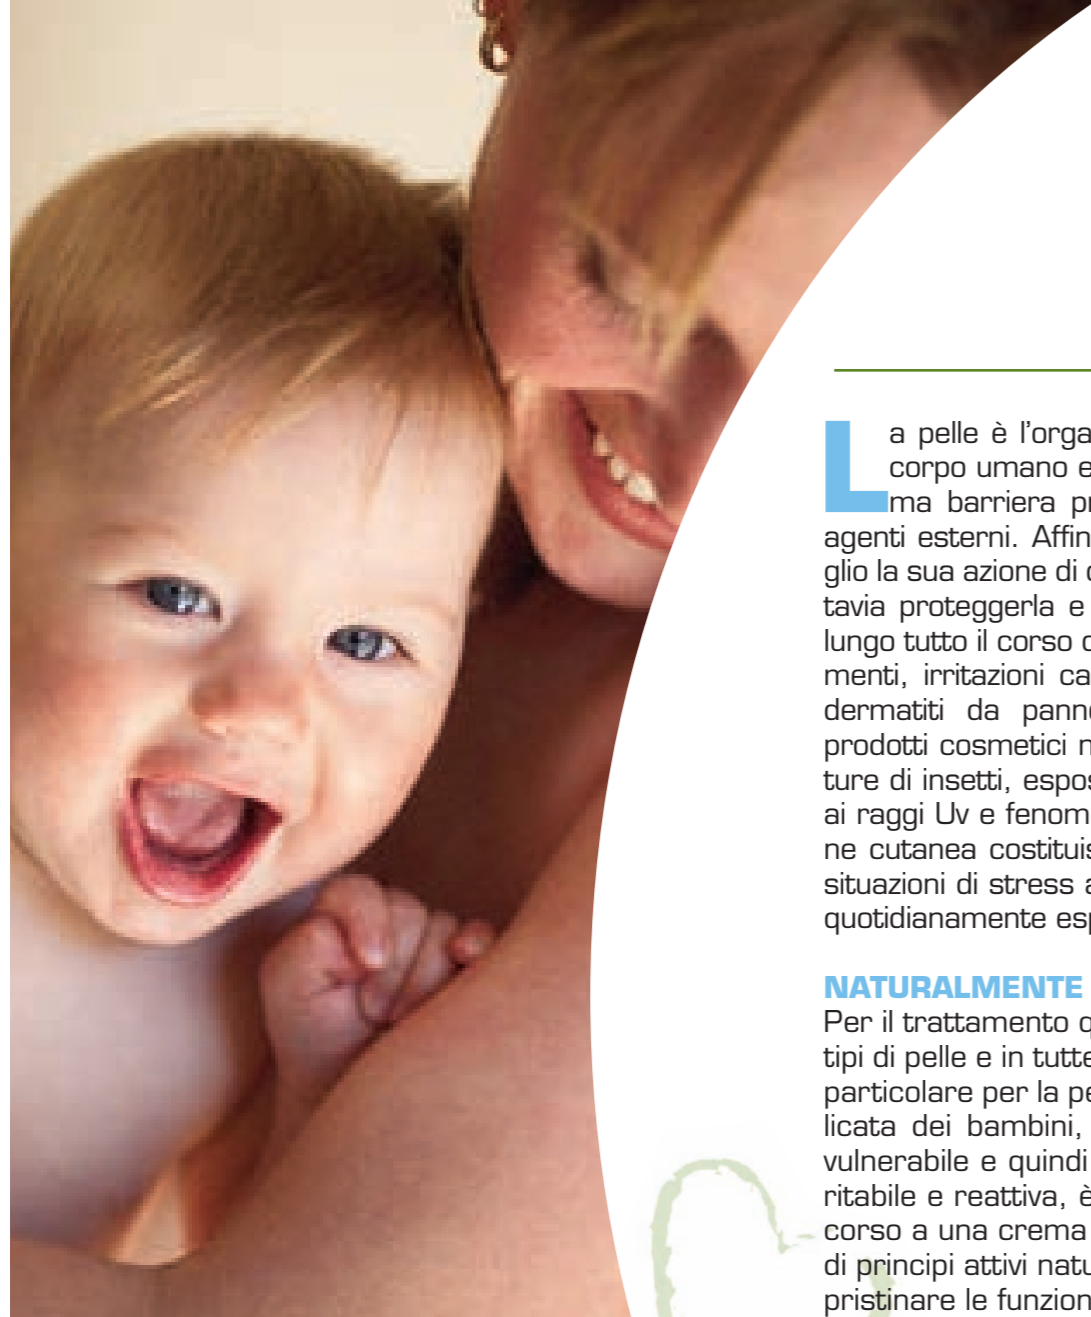 La pelle è l'orga
corpo umano e
ma barriera pr
agenti esterni. Affin
glio la sua azione di
tavia proteggerla e
lungo tutto il corso
menti, irritazioni ca
dermatiti da pann
prodotti cosmetici
ture di insetti, espos
ai raggi Uv e fenom
ne cutanea costituis
situazioni di stress
quotidianamente esp
NATURALMENTE
Per il trattamento
tipi di pelle e in tutte
particolare per la pe
licata dei bambini,
vulnerabile e quindi
ritabile e reattiva, è
corso a una crema
di principi attivi natu
pristinare le funzion